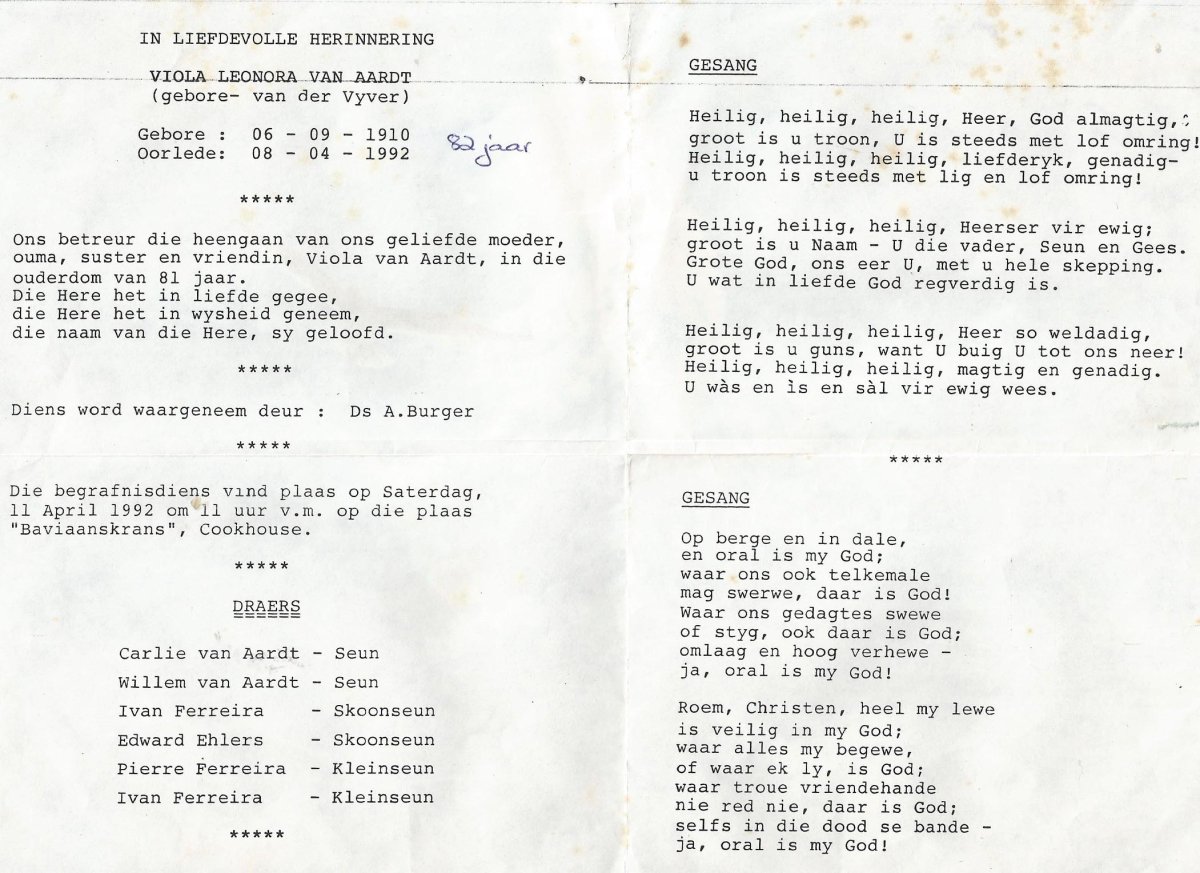 IN LIEFDEVOLLE HERINNERING
VIOLA LEONORA VAN AARDT
(gebore- van der Vyver)
Gebore : 06 - 09 - 1910
Oorlede: 08 - 04 - 1992 82 jaar
*****
Ons betreur die heengaan van ons geliefde moeder,
ouma, suster en vriendin, Viola van Aardt, in die
ouderdom van 81 jaar.
Die Here het in liefde gegee,
die Here het in wysheid geneem,
die naam van die Here, sy geloofd.
*****
Diens word waargeneem deur : Ds A.Burger
*****
Die begrafnisdiens vind plaas op Saterdag,
11 April 1992 om 11 uur v.m. op die plaas
"Baviaanskrans", Cookhouse.
*****
DRAERS
Carlie van Aardt - Seun
Willem van Aardt - Seun
Ivan Ferreira - Skoonseun
Edward Ehlers - Skoonseun
Pierre Ferreira - Kleinseun
Ivan Ferreira - Kleinseun
*****
GESANG
Heilig, heilig, heilig, Heer, God almagtig,
groot is u troon, U is steeds met lof omring!
Heilig, heilig, heilig, liefderyk, genadig-
u troon is steeds met lig en lof omring!
Heilig, heilig, heilig, Heerser vir ewig;
groot is u Naam - U die vader, Seun en Gees.
Grote God, ons eer U, met u hele skepping.
U wat in liefde God regverdig is.
Heilig, heilig, heilig, Heer so weldadig,
groot is u guns, want U buig U tot ons neer!
Heilig, heilig, heilig, magtig en genadig.
U wàs en ìs en sàl vir ewig wees.
*****
GESANG
Op berge en in dale,
en oral is my God;
waar ons ook telkemale
mag swerwe, daar is God!
Waar ons gedagtes swewe
of styg, ook daar is God;
omlaag en hoog verhewe -
ja, oral is my God!
Roem, Christen, heel my lewe
is veilig in my God;
waar alles my begewe,
of waar ek ly, is God;
waar troue vriendehande
nie red nie, daar is God;
selfs in die dood se bande -
ja, oral is my God!